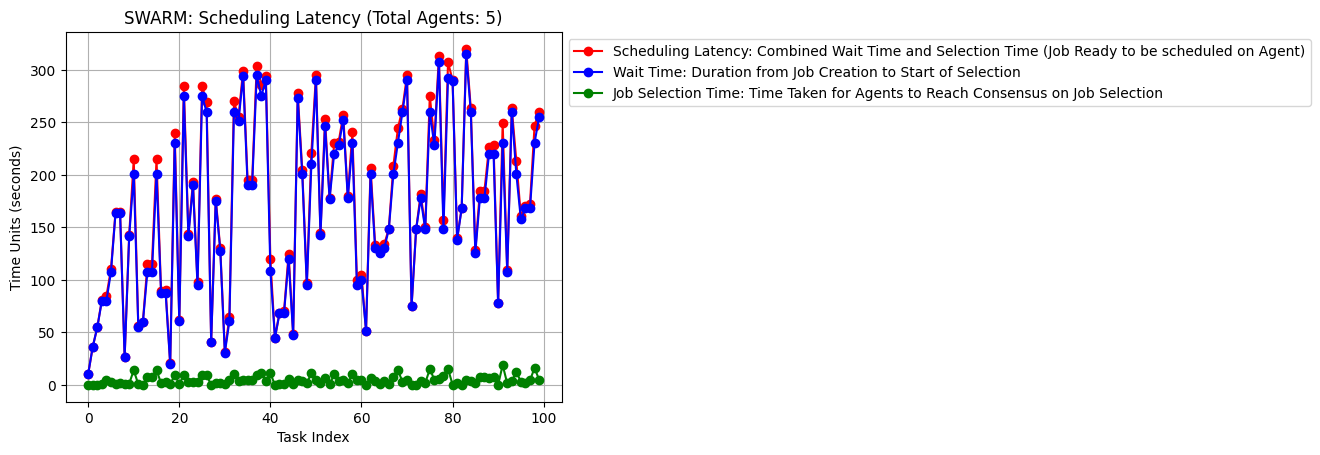 SWARM: Scheduling Latency (Total Agents: 5)
Scheduling Latency: Combined Wait Time and Selection Time (Job Ready to be scheduled on Agent)
Wait Time: Duration from Job Creation to Start of Selection
Job Selection Time: Time Taken for Agents to Reach Consensus on Job Selection
Time Units (seconds)
300
250
200
150
100
50
0
0 20 40 60 80 100
Task Index